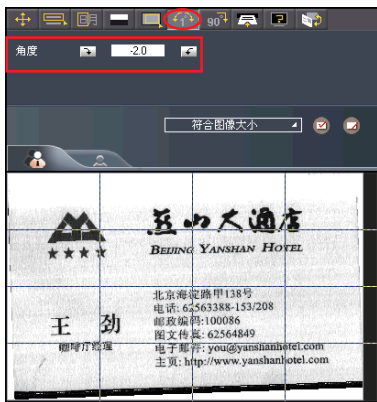 1°
90°
角度 -2.0
符合图像大小
燕山大酒店
BEIJING YANSHAN HOTEL
北京海淀路甲138号
电话: 62563388-153/208
邮政编码:100086
图文传真: 62564849
电子邮件: you@yanshanhotel.com
主页: http://www.yanshanhotel.com
王 劲
咖啡厅经理